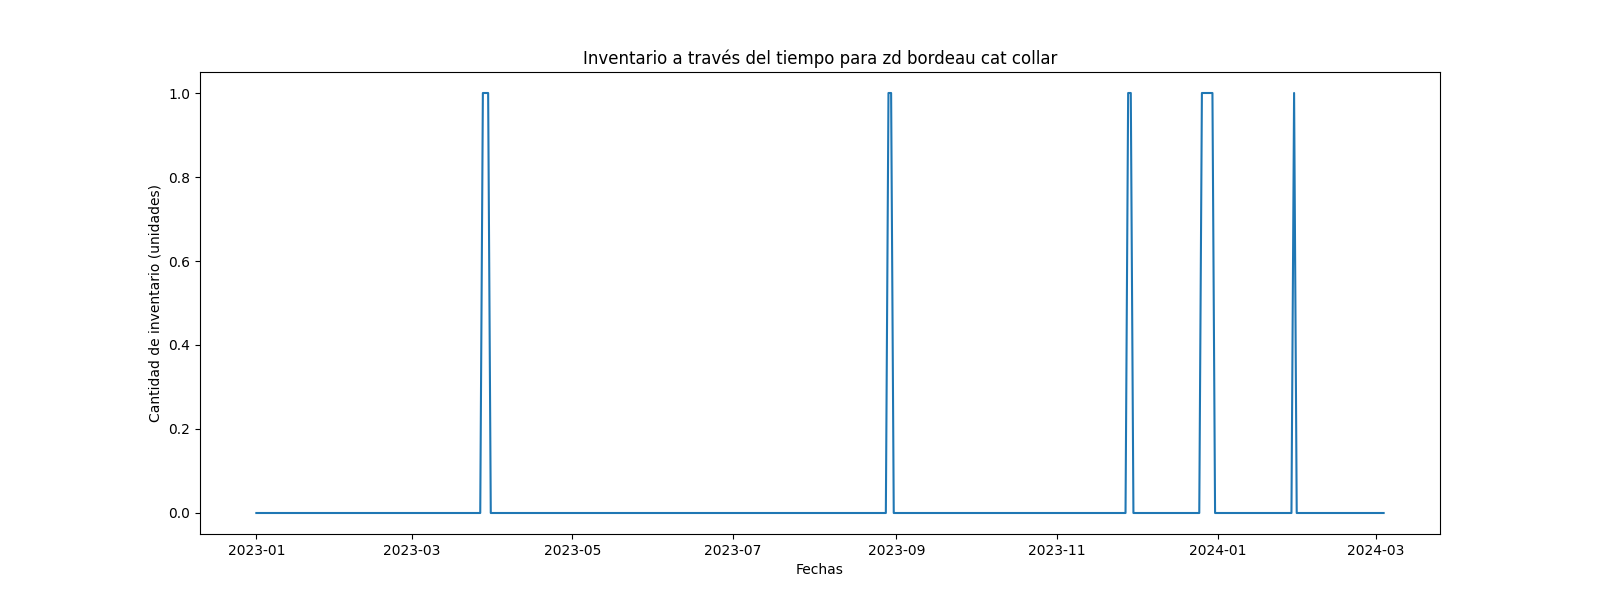 Inventario a través del tiempo para zd bordeau cat collar
Cantidad de inventario (unidades)
1.0
0.8
0.6
0.4
0.2
0.0
2023-01 2023-03 2023-05 2023-07 2023-09 2023-11 2024-01 2024-03
Fechas